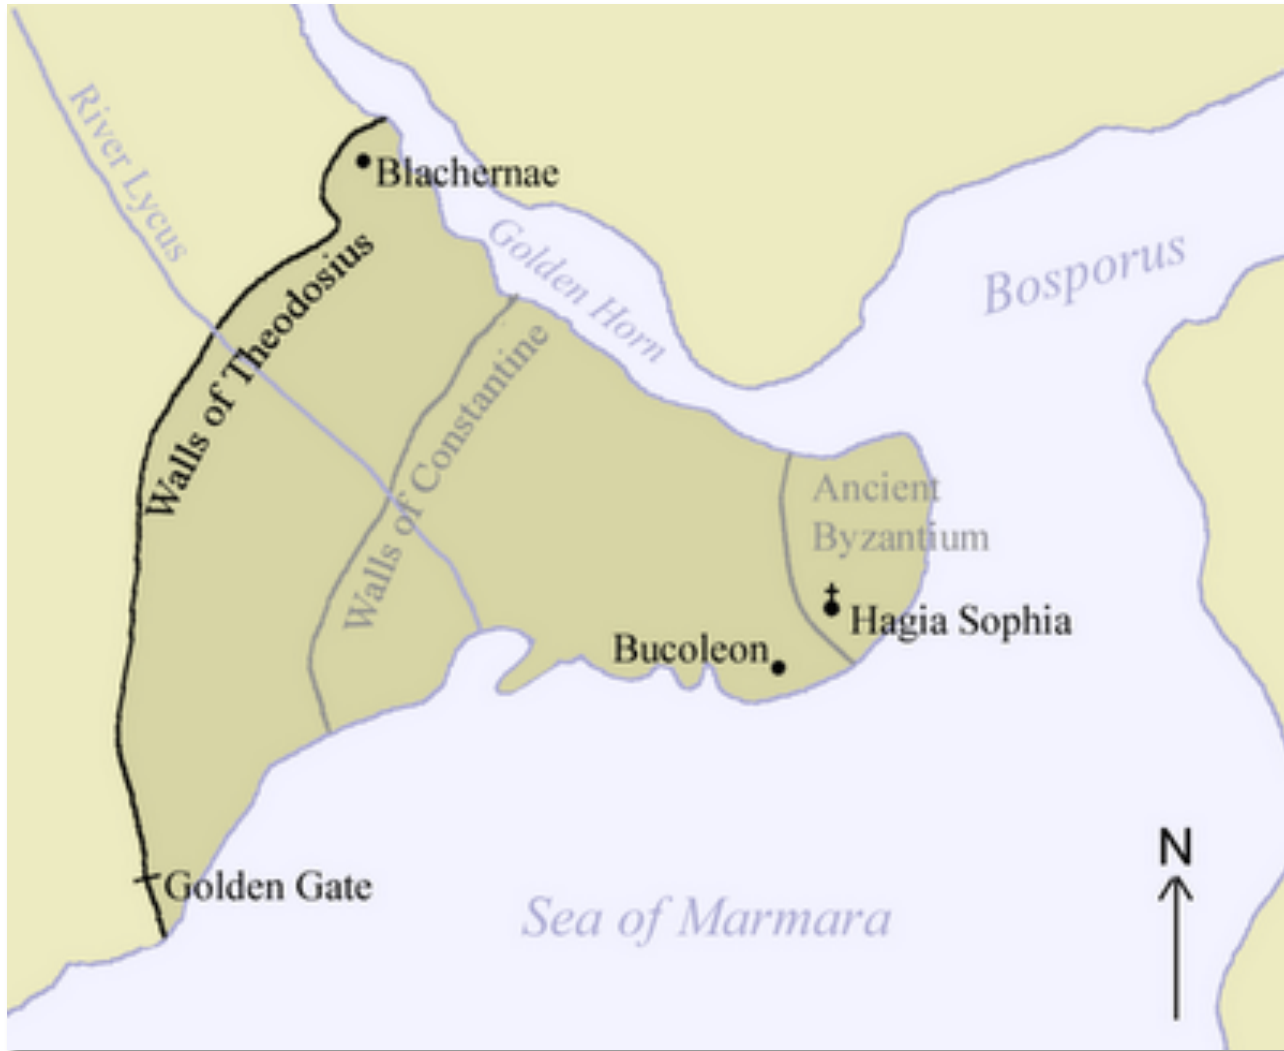 River Lycus
Blachernae
Golden Horn
Bosporus
Walls of Theodosius
Walls of Constantine
Ancient
Byzantium
Hagia Sophia
Bucoleon
Golden Gate
Sea of Marmara
N